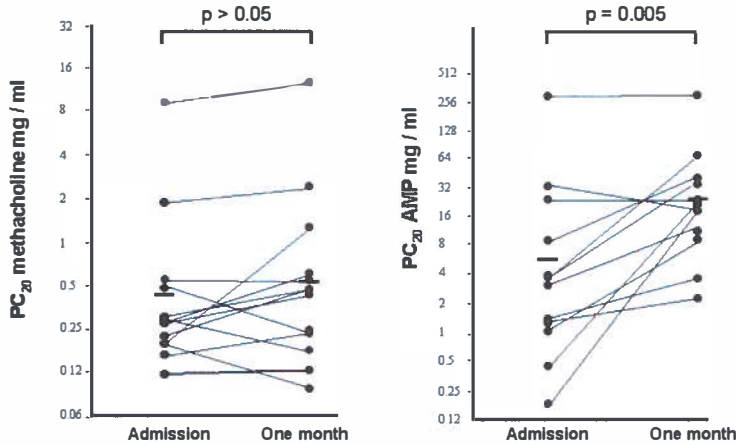 p > 0.05
PC20 methacholine mg / ml
32
16
8
4
2
1
0.5
0.25
0.12
0.06
Admission
One month
p = 0.005
PC20 AMP mg / ml
512
256
128
64
32
16
8
4
2
1
0.5
0.25
0.12
Admission
One month